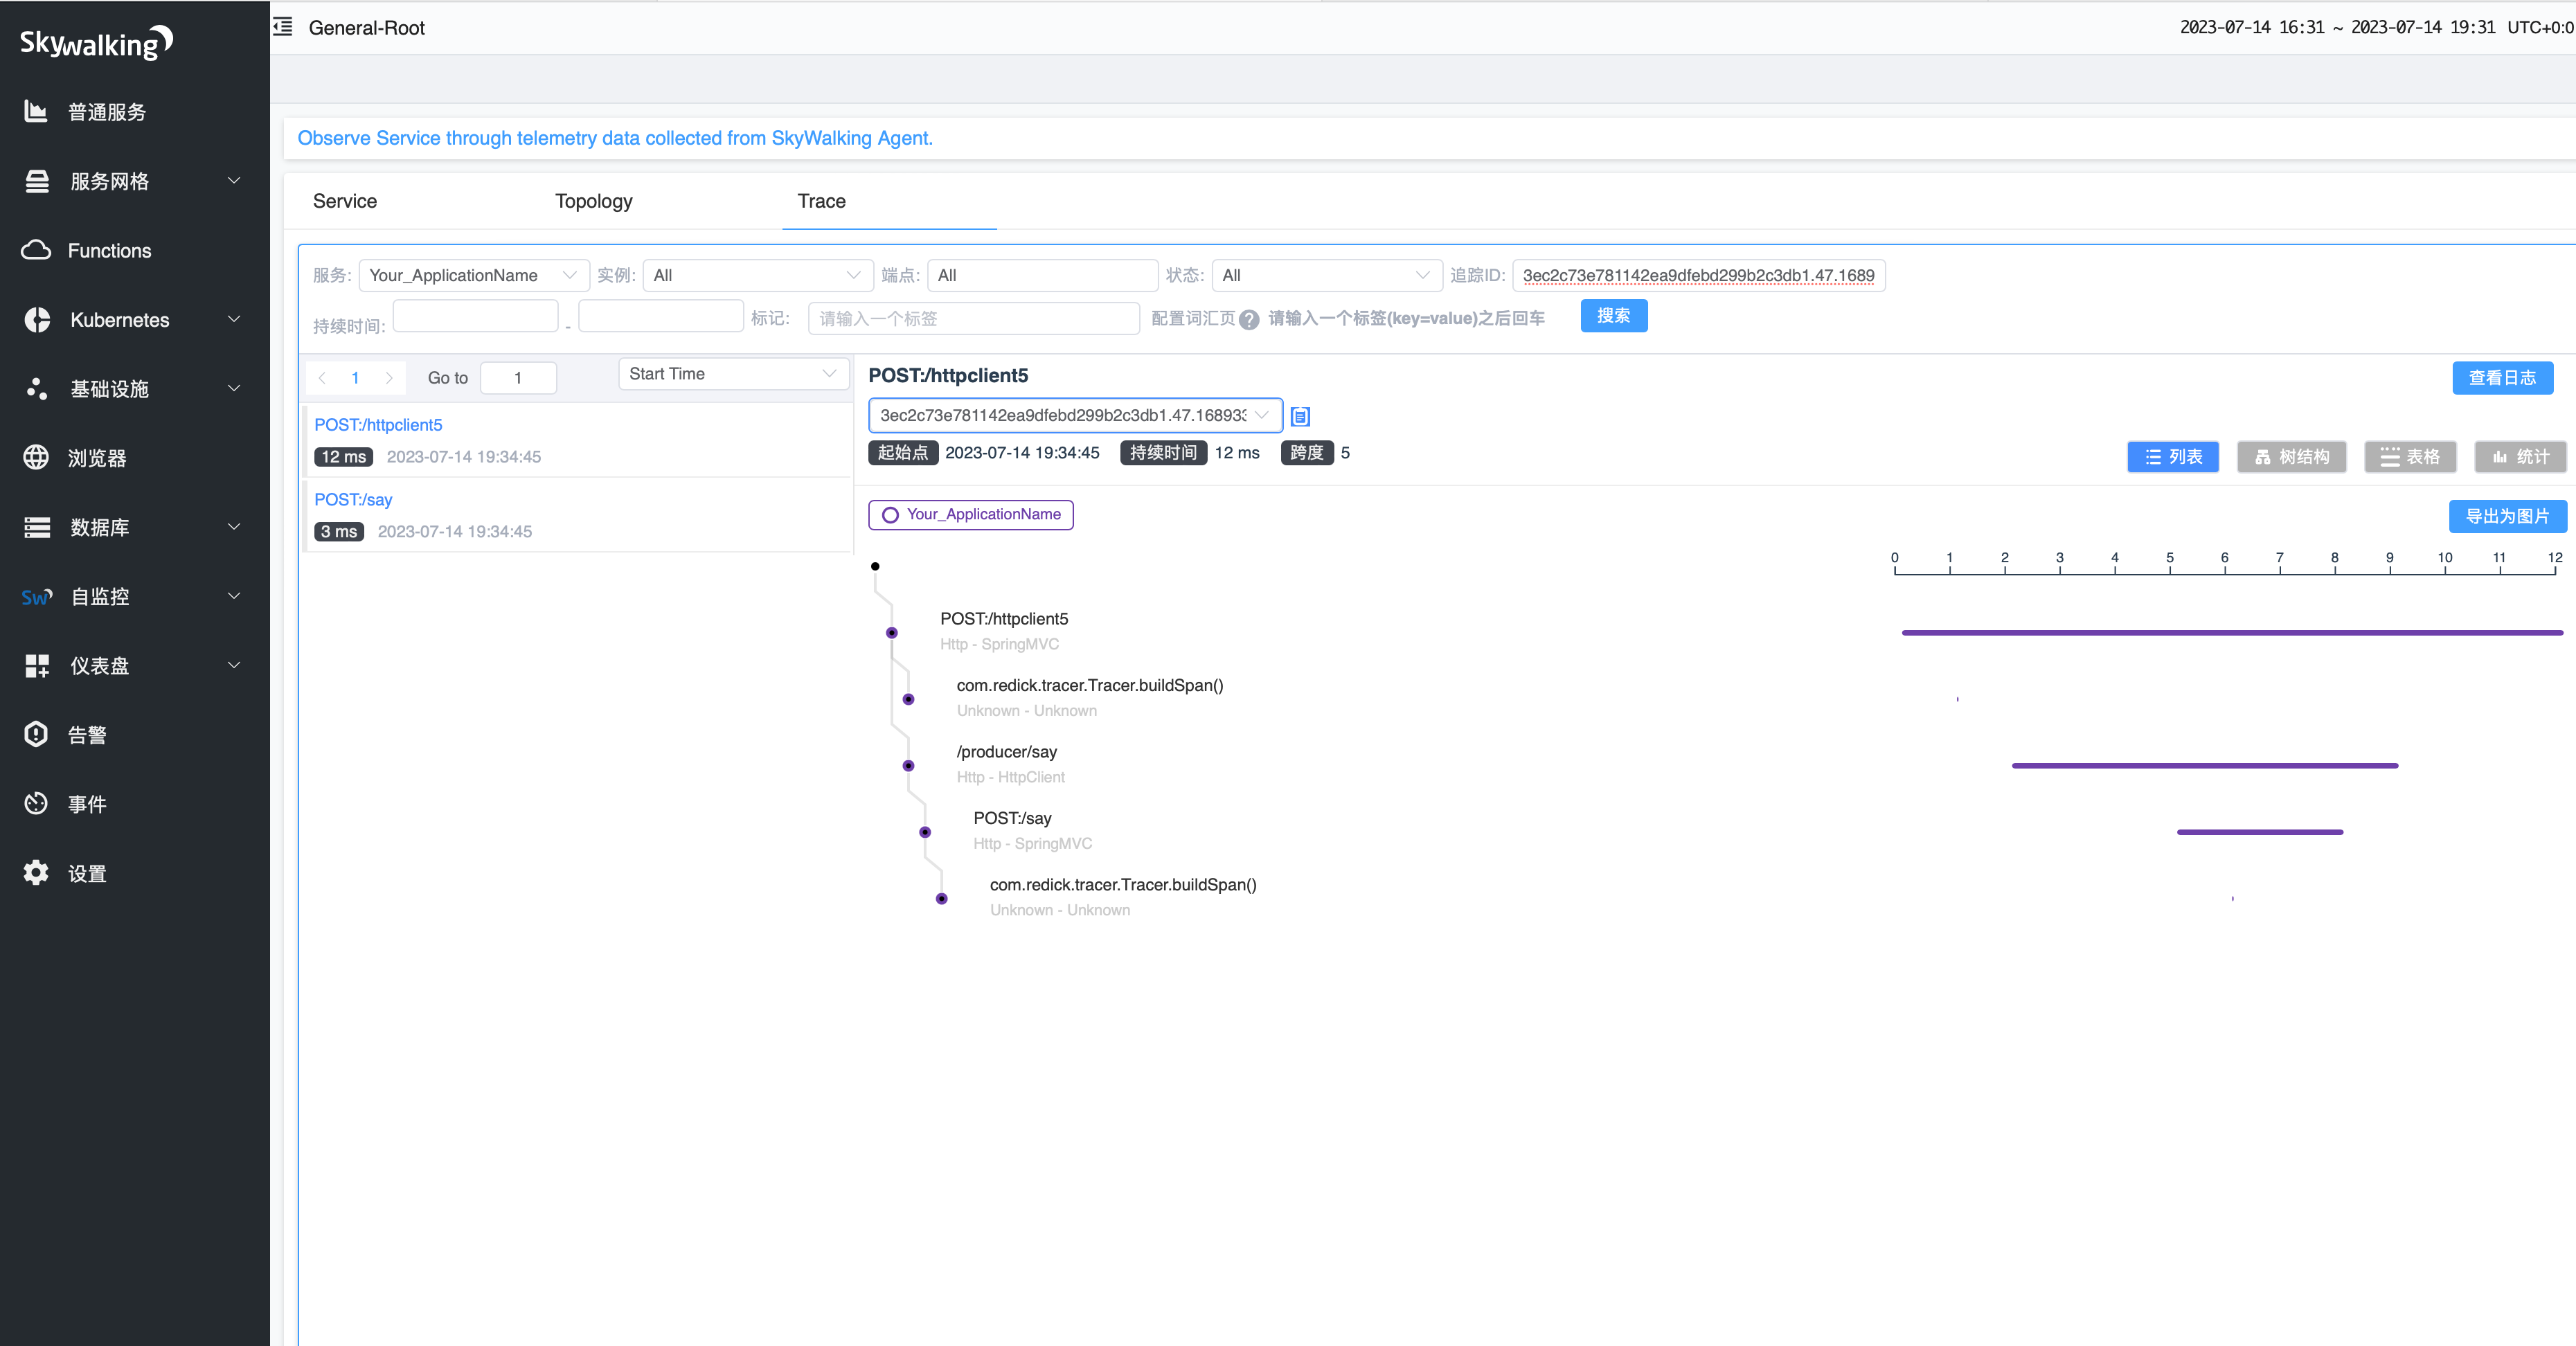 Skywalking
General-Root
2023-07-14 16:31 ~ 2023-07-14 19:31 UTC+0:0
普通服务
服务网格
Functions
Kubernetes
基础设施
浏览器
数据库
Sw 自监控
仪表盘
告警
事件
设置
Observe Service through telemetry data collected from SkyWalking Agent.
Service Topology Trace
服务: Your_ApplicationName 实例: All 端点: All 状态: All 追踪ID: 3ec2c73e781142ea9dfebd299b2c3db1.47.1689
持续时间: - 标记: 请输入一个标签 配置词汇页 ? 请输入一个标签(key=value)之后回车 搜索
1 Go to 1 Start Time
POST:/httpclient5
12 ms 2023-07-14 19:34:45
POST:/say
3 ms 2023-07-14 19:34:45
POST:/httpclient5
查看日志
3ec2c73e781142ea9dfebd299b2c3db1.47.16893
起始点 2023-07-14 19:34:45 持续时间 12 ms 跨度 5
列表 树结构 表格 统计
Your_ApplicationName
导出为图片
0 1 2 3 4 5 6 7 8 9 10 11 12
POST:/httpclient5
Http - SpringMVC
com.redick.tracer.Tracer.buildSpan()
Unknown - Unknown
/producer/say
Http - HttpClient
POST:/say
Http - SpringMVC
com.redick.tracer.Tracer.buildSpan()
Unknown - Unknown